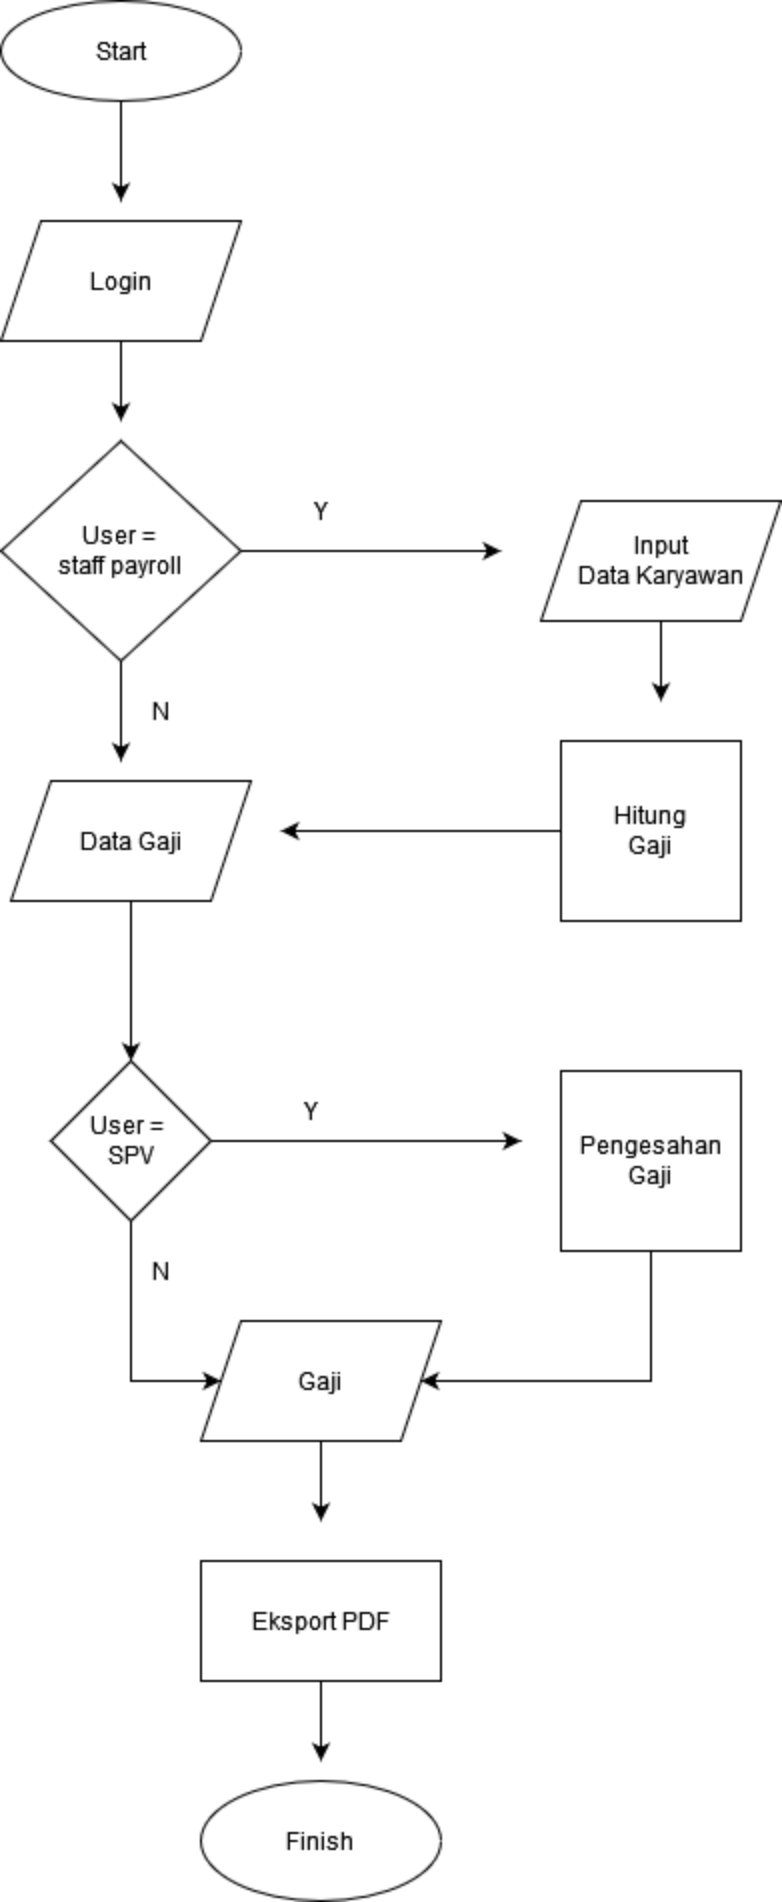 Start
Login
User =
staff payroll
Y
Input
Data Karyawan
N
Data Gaji
Hitung
Gaji
User =
SPV
Y
Pengesahan
Gaji
N
Gaji
Eksport PDF
Finish